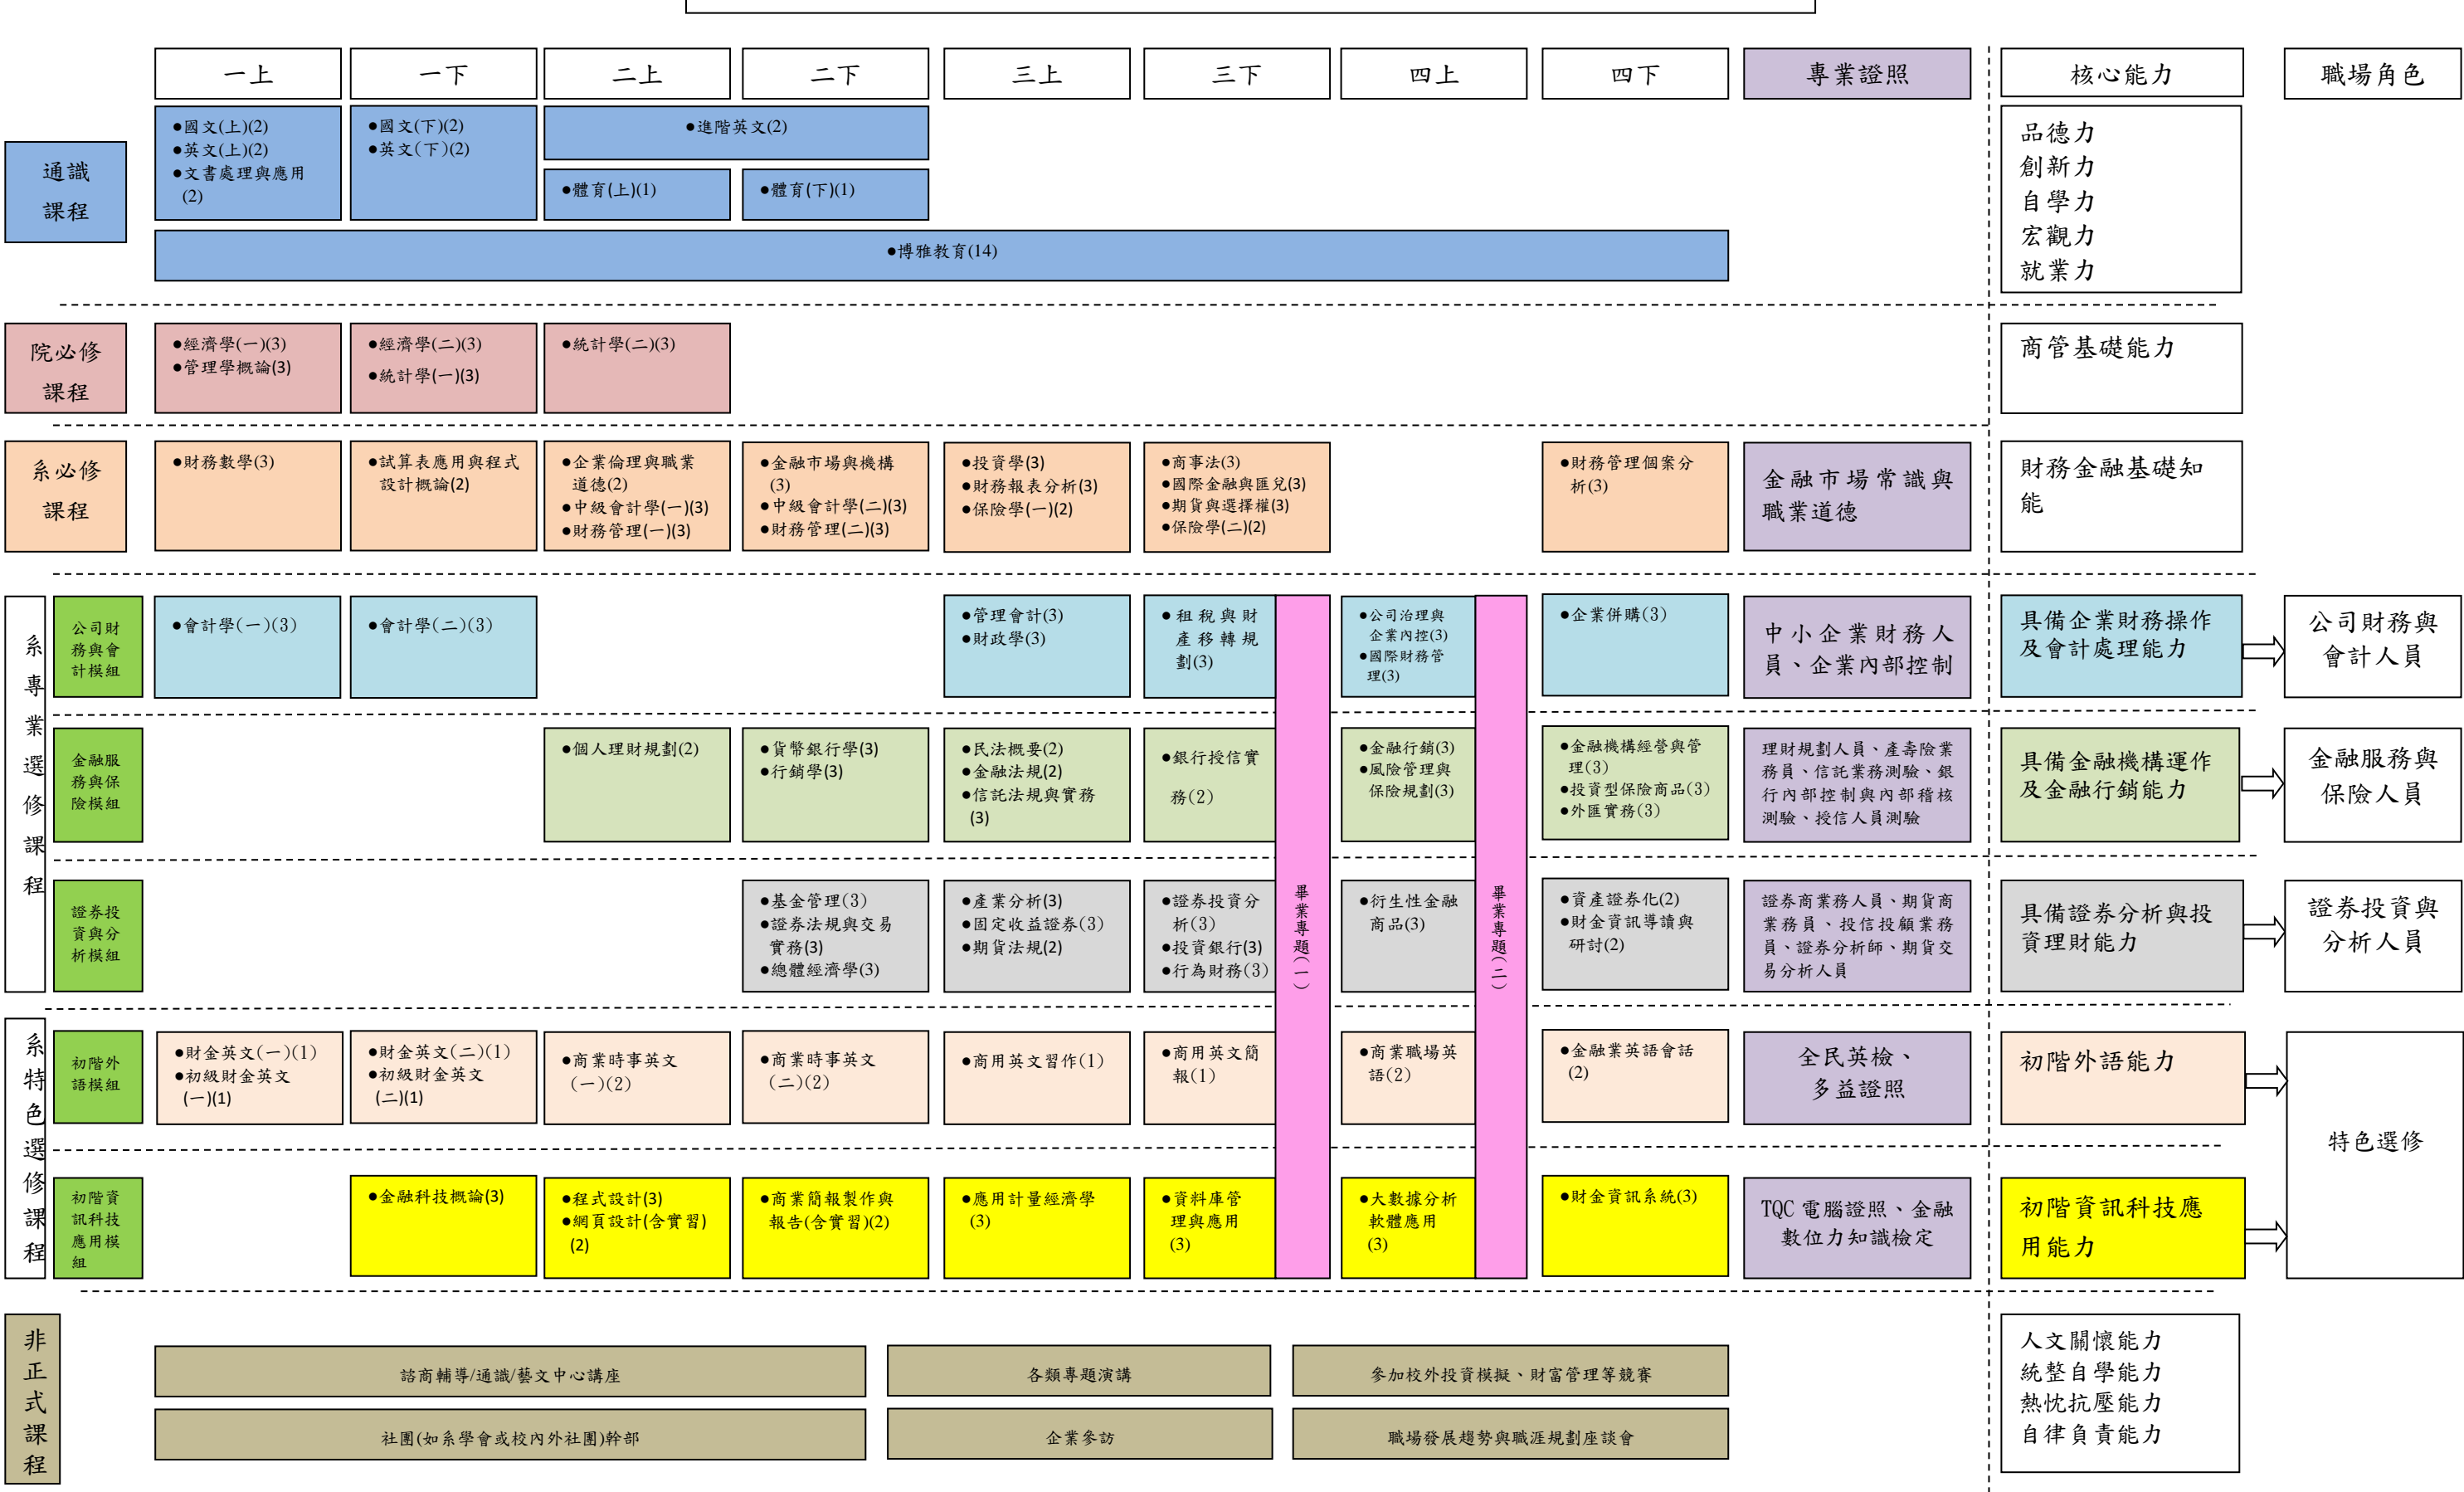 一上
一下
二上
二下
三上
三下
四上
四下
專業證照
核心能力
職場角色
通識
課程
●國文(上)(2)
●英文(上)(2)
●文書處理與應用
(2)
●國文(下)(2)
●英文(下)(2)
●進階英文(2)
●體育(上)(1)
●體育(下)(1)
●博雅教育(14)
品德力
創新力
自學力
宏觀力
就業力
院必修
課程
●經濟學(一)(3)
●管理學概論(3)
●經濟學(二)(3)
●統計學(一)(3)
●統計學(二)(3)
商管基礎能力
系必修
課程
●財務數學(3)
●試算表應用與程式
設計概論(2)
●企業倫理與職業
道德(2)
●中級會計學(一)(3)
●財務管理(一)(3)
●金融市場與機構
(3)
●中級會計學(二)(3)
●財務管理(二)(3)
●投資學(3)
●財務報表分析(3)
●保險學(一)(2)
●商事法(3)
●國際金融與匯兌(3)
●期貨與選擇權(3)
●保險學(二)(2)
●財務管理個案分
析(3)
金融市場常識與
職業道德
財務金融基礎知
能
系專業選修課程
公司財
務與會
計模組
●會計學(一)(3)
●會計學(二)(3)
●管理會計(3)
●財政學(3)
●租稅與財
產移轉規
劃(3)
●公司治理與
企業內控(3)
●國際財務管
理(3)
●企業併購(3)
中小企業財務人
員、企業內部控制
具備企業財務操作
及會計處理能力
公司財務與
會計人員
金融服
務與保
險模組
●個人理財規劃(2)
●貨幣銀行學(3)
●行銷學(3)
●民法概要(2)
●金融法規(2)
●信託法規與實務
(3)
●銀行授信實
務(2)
●金融行銷(3)
●風險管理與
保險規劃(3)
●金融機構經營與管
理(3)
●投資型保險商品(3)
●外匯實務(3)
理財規劃人員、產壽險業
務員、信託業務測驗、銀
行內部控制與內部稽核
測驗、授信人員測驗
具備金融機構運作
及金融行銷能力
金融服務與
保險人員
證券投
資與分
析模組
●基金管理(3)
●證券法規與交易
實務(3)
●總體經濟學(3)
●產業分析(3)
●固定收益證券(3)
●期貨法規(2)
●證券投資分
析(3)
●投資銀行(3)
●行為財務(3)
畢業專題(一)
●衍生性金融
商品(3)
畢業專題(二)
●資產證券化(2)
●財金資訊導讀與
研討(2)
證券商業務人員、期貨商
業務員、投信投顧業務
員、證券分析師、期貨交
易分析人員
具備證券分析與投
資理財能力
證券投資與
分析人員
系特色選修課程
初階外
語模組
●財金英文(一)(1)
●初級財金英文
(一)(1)
●財金英文(二)(1)
●初級財金英文
(二)(1)
●商業時事英文
(一)(2)
●商業時事英文
(二)(2)
●商用英文習作(1)
●商用英文簡
報(1)
●商業職場英
語(2)
●金融業英語會話
(2)
全民英檢、
多益證照
初階外語能力
特色選修
初階資
訊科技
應用模
組
●金融科技概論(3)
●程式設計(3)
●網頁設計(含實習)
(2)
●商業簡報製作與
報告(含實習)(2)
●應用計量經濟學
(3)
●資料庫管
理與應用
(3)
●大數據分析
軟體應用
(3)
●財金資訊系統(3)
TQC 電腦證照、金融
數位力知識檢定
初階資訊科技應
用能力
非正式課程
諮商輔導/通識/藝文中心講座
各類專題演講
參加校外投資模擬、財富管理等競賽
社團(如系學會或校內外社團)幹部
企業參訪
職場發展趨勢與職涯規劃座談會
人文關懷能力
統整自學能力
熱忱抗壓能力
自律負責能力